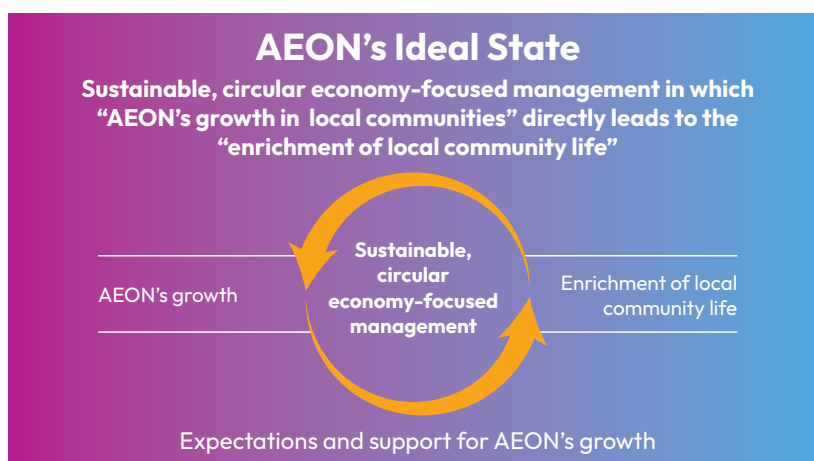 AEON’s Ideal State
Sustainable, circular economy-focused management in which
“AEON’s growth in local communities” directly leads to the
“enrichment of local community life”
Sustainable,
circular
economy-focused
management
AEON’s growth
Enrichment of local
community life
Expectations and support for AEON’s growth